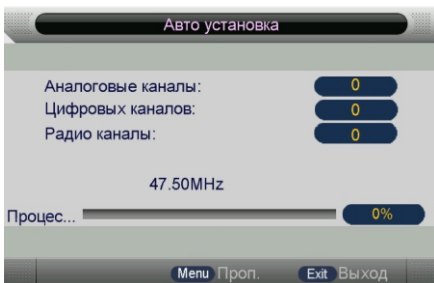 Авто установка
Аналоговые каналы: 0
Цифровых каналов: 0
Радио каналы: 0
47.50MHz
Процес... 0%
Menu Проп. Exit Выход